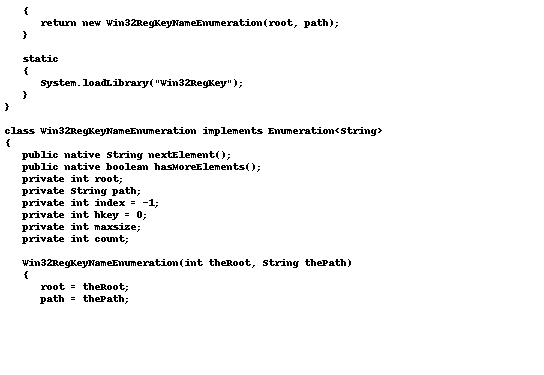 {
return new Win32RegKeyNameEnumeration(root, path);
}
static
{
System.loadLibrary("Win32RegKey");
}
}
class Win32RegKeyNameEnumeration implements Enumeration<String>
{
public native String nextElement();
public native boolean hasMoreElements();
private int root;
private String path;
private int index = -1;
private int hkey = 0;
private int maxsize;
private int count;
Win32RegKeyNameEnumeration(int theRoot, String thePath)
{
root = theRoot;
path = thePath;